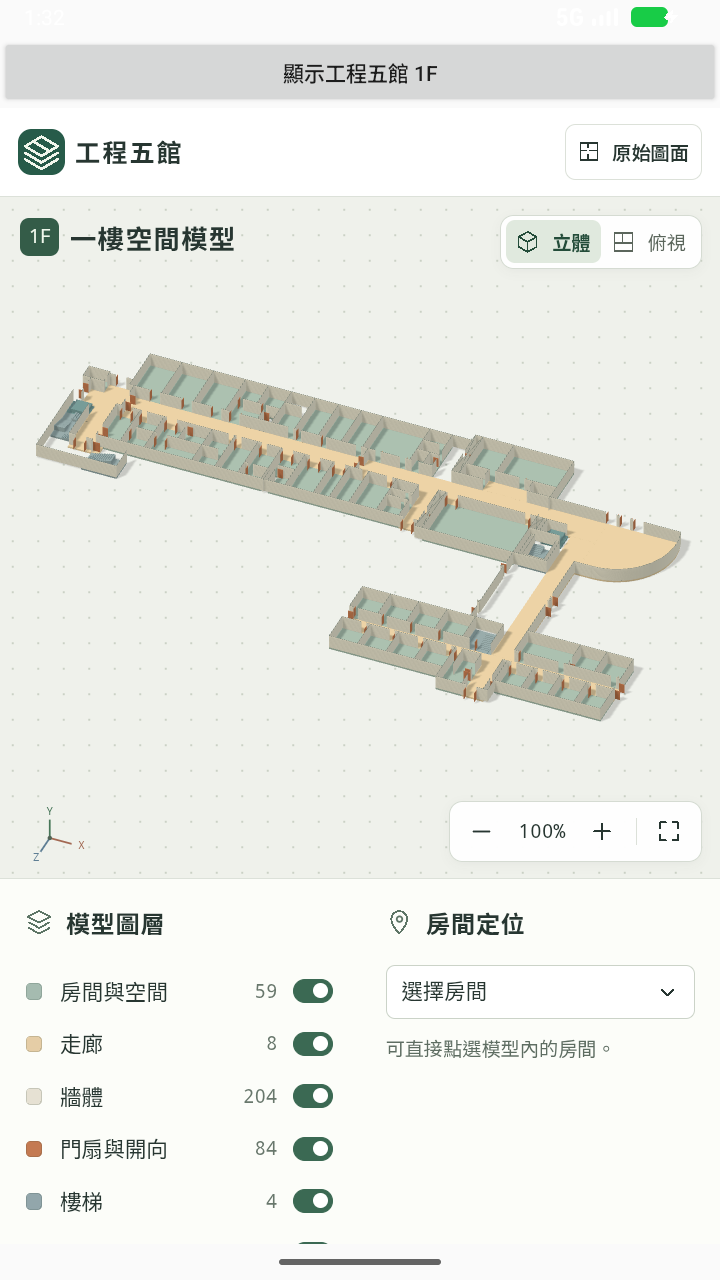 1:32
5G
顯示工程五館 1F
工程五館
原始圖面
1F 一樓空間模型
立體
俯視
Y
X
Z
100%
模型圖層
房間與空間 59
走廊 8
牆體 204
門扇與開向 84
樓梯 4
房間定位
選擇房間
可直接點選模型內的房間。